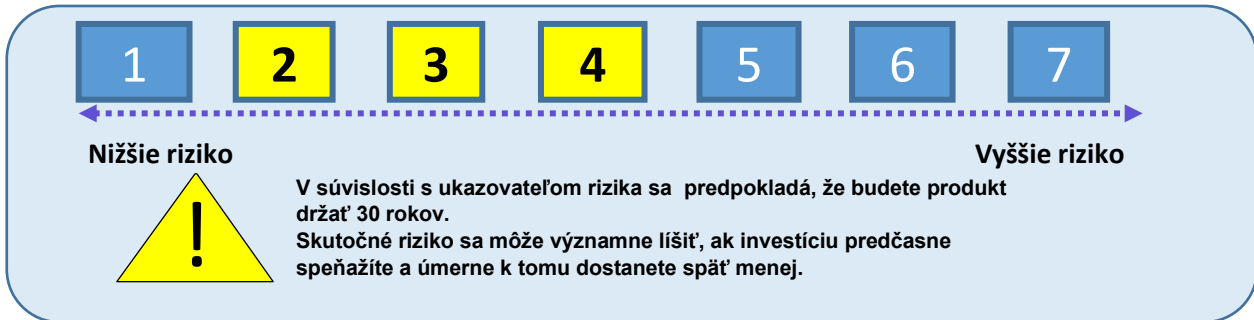 1 2 3 4 5 6 7
Nižšie riziko Vyššie riziko
!
V súvislosti s ukazovateľom rizika sa predpokladá, že budete produkt
držať 30 rokov.
Skutočné riziko sa môže významne líšiť, ak investíciu predčasne
speňažíte a úmerne k tomu dostanete späť menej.